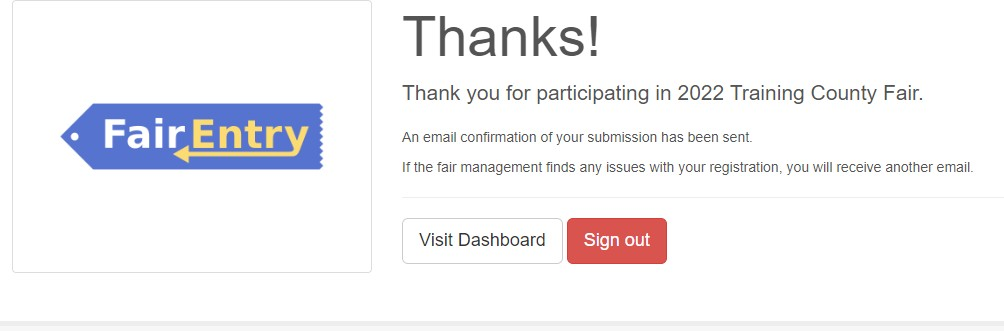 FairEntry
Thanks!
Thank you for participating in 2022 Training County Fair.
An email confirmation of your submission has been sent.
If the fair management finds any issues with your registration, you will receive another email.
Visit Dashboard
Sign out